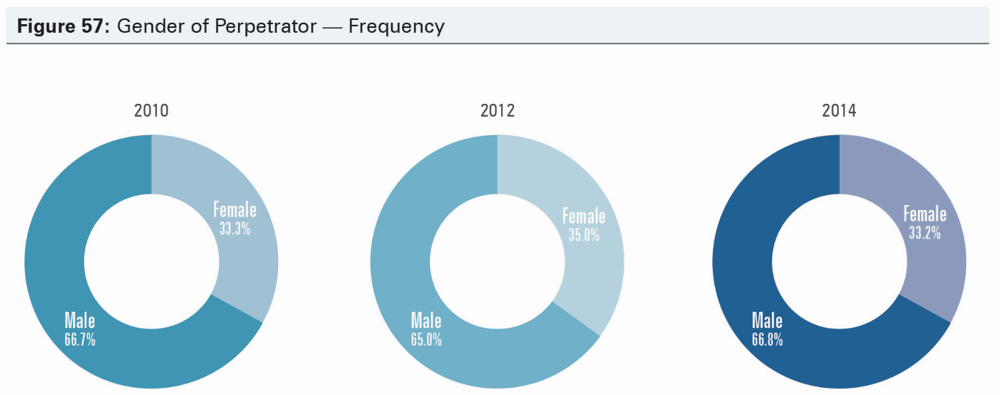 Figure 57: Gender of Perpetrator — Frequency
2010
Female
33.3%
Male
66.7%
2012
Female
35.0%
Male
65.0%
2014
Female
33.2%
Male
66.8%